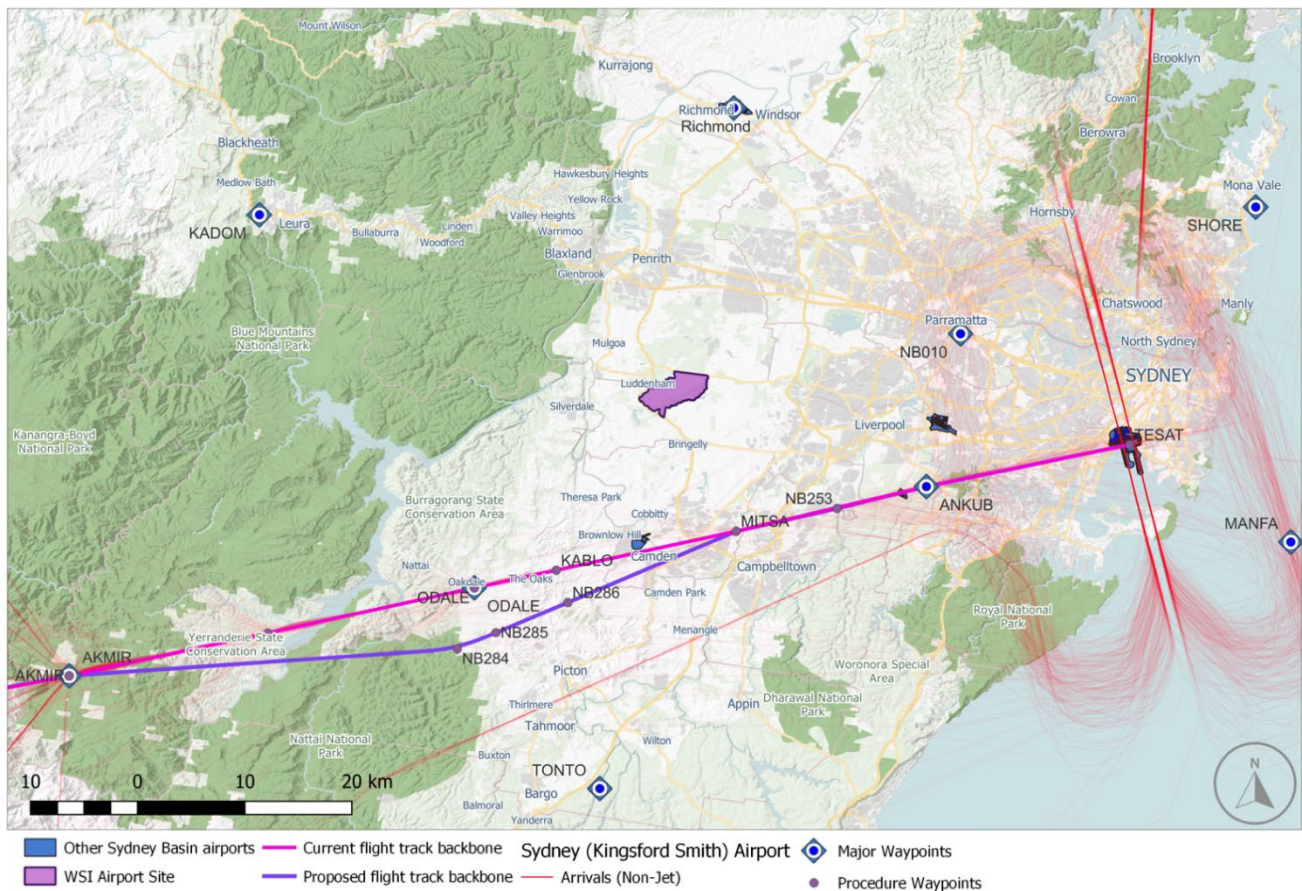 Mount Wilson
Brooklyn
Kurrajong
Cowan
Richmond
Windsor
Richmond
Berowra
Blackheath
Hawkesbury Heights
Medlow Bath
Yellow Rock
Mona Vale
Leura
Linden
Valley Heights
Hornsby
SHORE
KADOM
Bullaburra
Woodford
Warrimoo
Blaxland
Penrith
Glenbrook
Chatswood
Manly
Parramatta
Blue Mountains
National Park
Mulgoa
NB010
North Sydney
Luddenham
SYDNEY
Silverdale
Liverpool
Kanangra-Boyd
National Park
Bringelly
TESAT
Burragorang State
Conservation Area
Theresa Park
NB253
ANKUB
Cobbitty
MITSA
MANFA
Brownlow Hill
Camden
Nattai
KABLO
Campbelltown
Oakdale
The Oaks
ODALE
ODALE
NB286
Camden Park
Royal National
Park
Yerranderie State
Conservation Area
NB285
Menangle
AKMIR
AKMIR
NB284
Picton
Woronora Special
Area
Thirlmere
Appin
Dharawal National
Park
Tahmoor
Nattai National
Park
Buxton
Wilton
10 0 10 20 km
TONTO
N
Bargo
Balmoral
Yanderra
Other Sydney Basin airports
Current flight track backbone
Sydney (Kingsford Smith) Airport
Major Waypoints
WSI Airport Site
Proposed flight track backbone
Arrivals (Non-Jet)
Procedure Waypoints